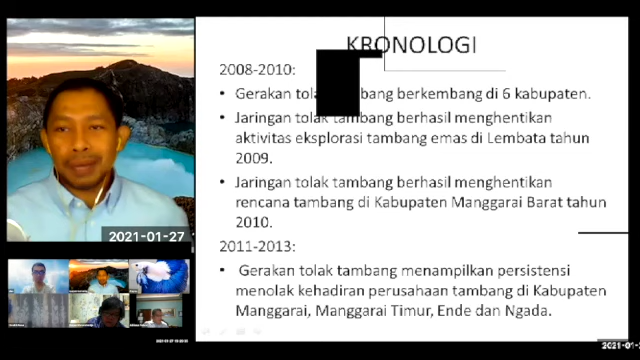 KRONOLOGI
2008-2010:
• Gerakan tolak tambang berkembang di 6 kabupaten.
• Jaringan tolak tambang berhasil menghentikan
aktivitas eksplorasi tambang emas di Lembata tahun
2009.
• Jaringan tolak tambang berhasil menghentikan
rencana tambang di Kabupaten Manggarai Barat tahun
2010.
2011-2013:
• Gerakan tolak tambang menampilkan persistensi
menolak kehadiran perusahaan tambang di Kabupaten
Manggarai, Manggarai Timur, Ende dan Ngada.
2021-01-27